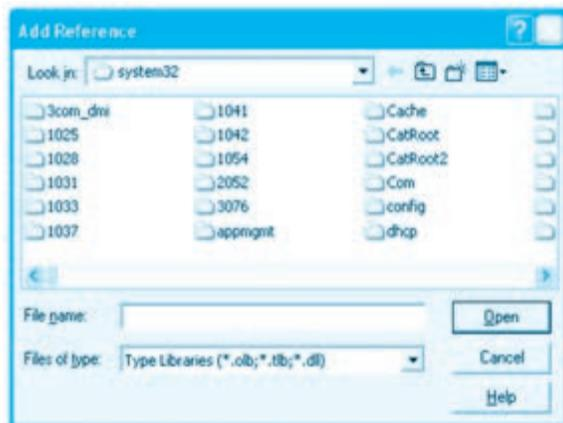 Add Reference
Look in: system32
3com_dmi 1041 Cache
1025 1042 CatRoot
1028 1054 CatRoot2
1031 2052 Com
1033 3076 config
1037 appmgmt dhcp
File name: Open
Files of type: Type Libraries (*.olb;*.tlb;*.dll) Cancel
Help